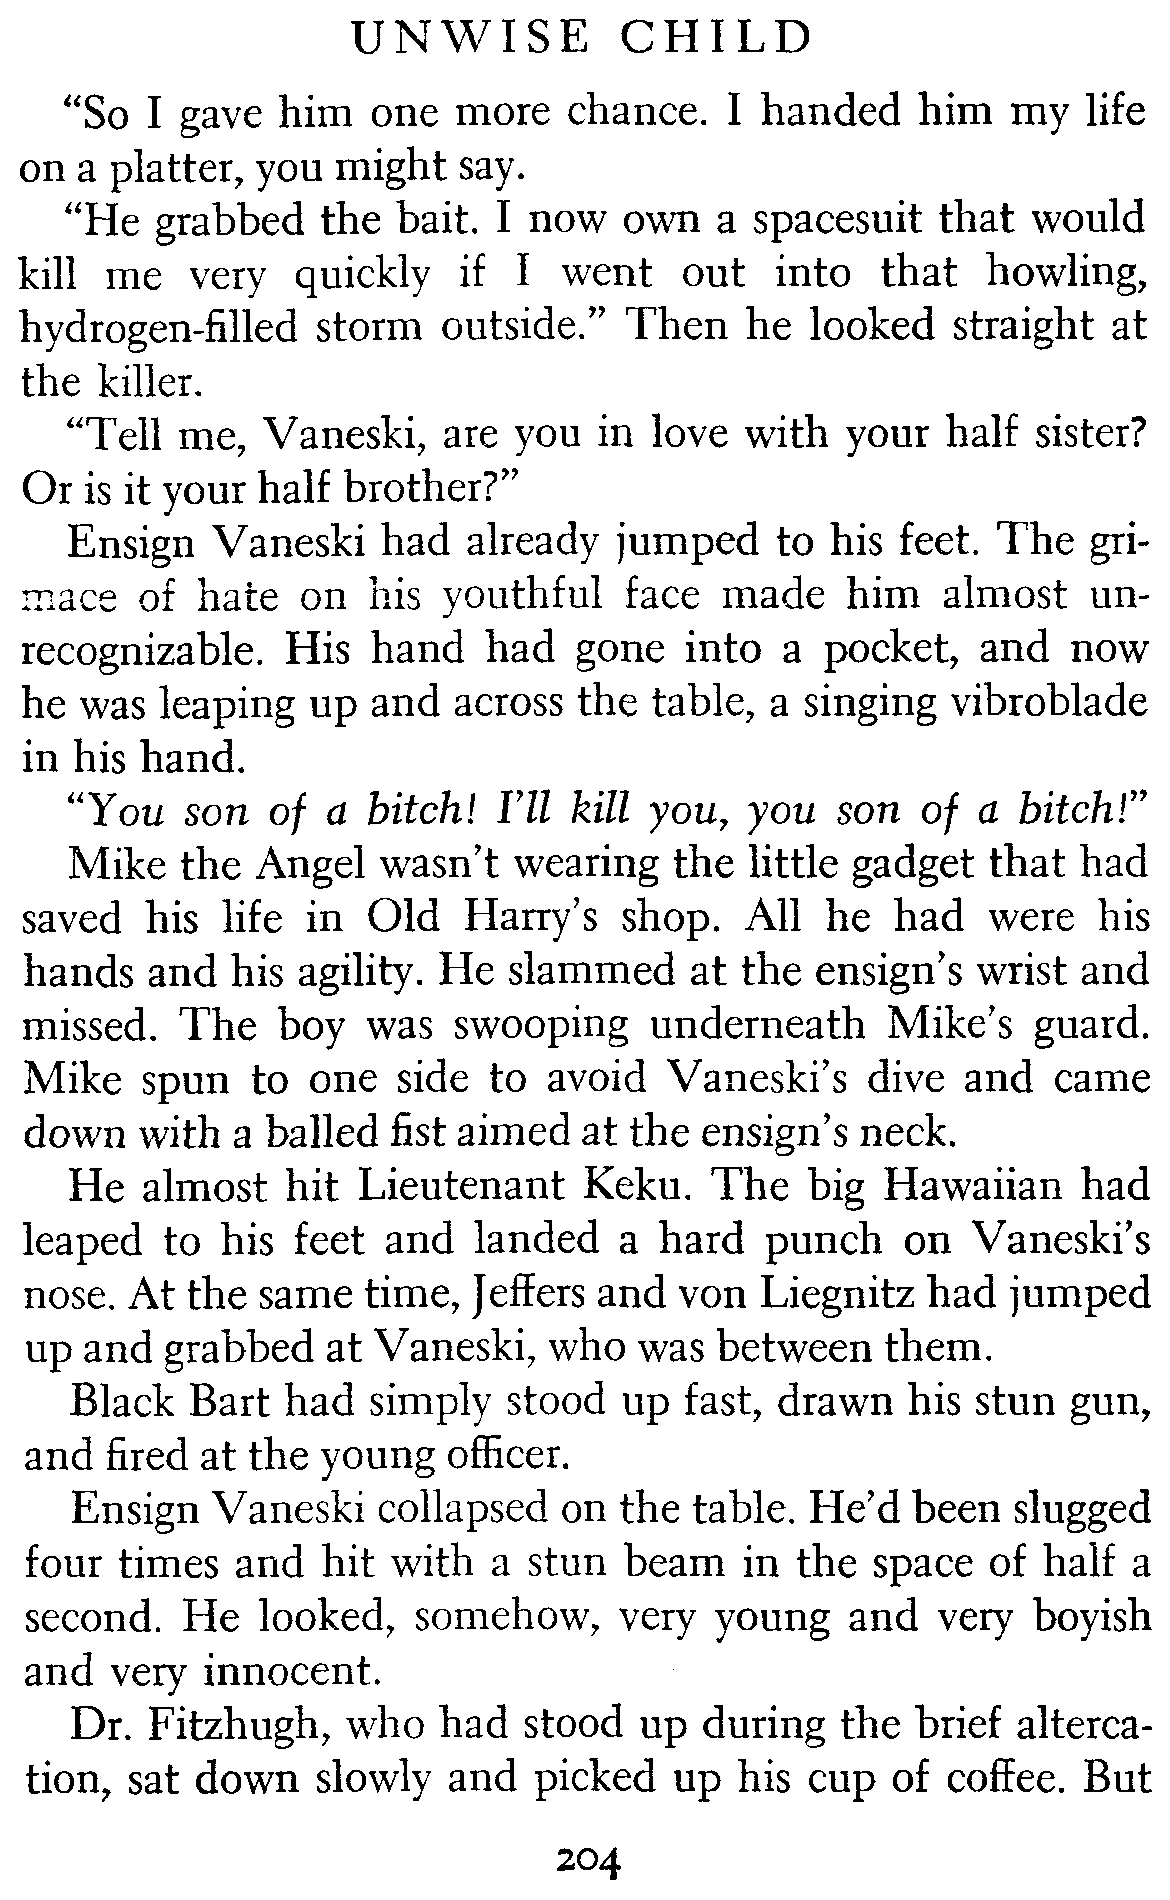 UNWISE CHILD
“So I gave him one more chance. I handed him my life
on a platter, you might say.
“He grabbed the bait. I now own a spacesuit that would
kill me very quickly if I went out into that howling,
hydrogen-filled storm outside.” Then he looked straight at
the killer.
“Tell me, Vaneski, are you in love with your half sister?
Or is it your half brother?”
Ensign Vaneski had already jumped to his feet. The gri-
mace of hate on his youthful face made him almost un-
recognizable. His hand had gone into a pocket, and now
he was leaping up and across the table, a singing vibroblade
in his hand.
“You son of a bitch! I’ll kill you, you son of a bitch!”
Mike the Angel wasn’t wearing the little gadget that had
saved his life in Old Harry’s shop. All he had were his
hands and his agility. He slammed at the ensign’s wrist and
missed. The boy was swooping underneath Mike’s guard.
Mike spun to one side to avoid Vaneski’s dive and came
down with a balled fist aimed at the ensign’s neck.
He almost hit Lieutenant Keku. The big Hawaiian had
leaped to his feet and landed a hard punch on Vaneski’s
nose. At the same time, Jeffers and von Liegnitz had jumped
up and grabbed at Vaneski, who was between them.
Black Bart had simply stood up fast, drawn his stun gun,
and fired at the young officer.
Ensign Vaneski collapsed on the table. He’d been slugged
four times and hit with a stun beam in the space of half a
second. He looked, somehow, very young and very boyish
and very innocent.
Dr. Fitzhugh, who had stood up during the brief alterca-
tion, sat down slowly and picked up his cup of coffee. But
204